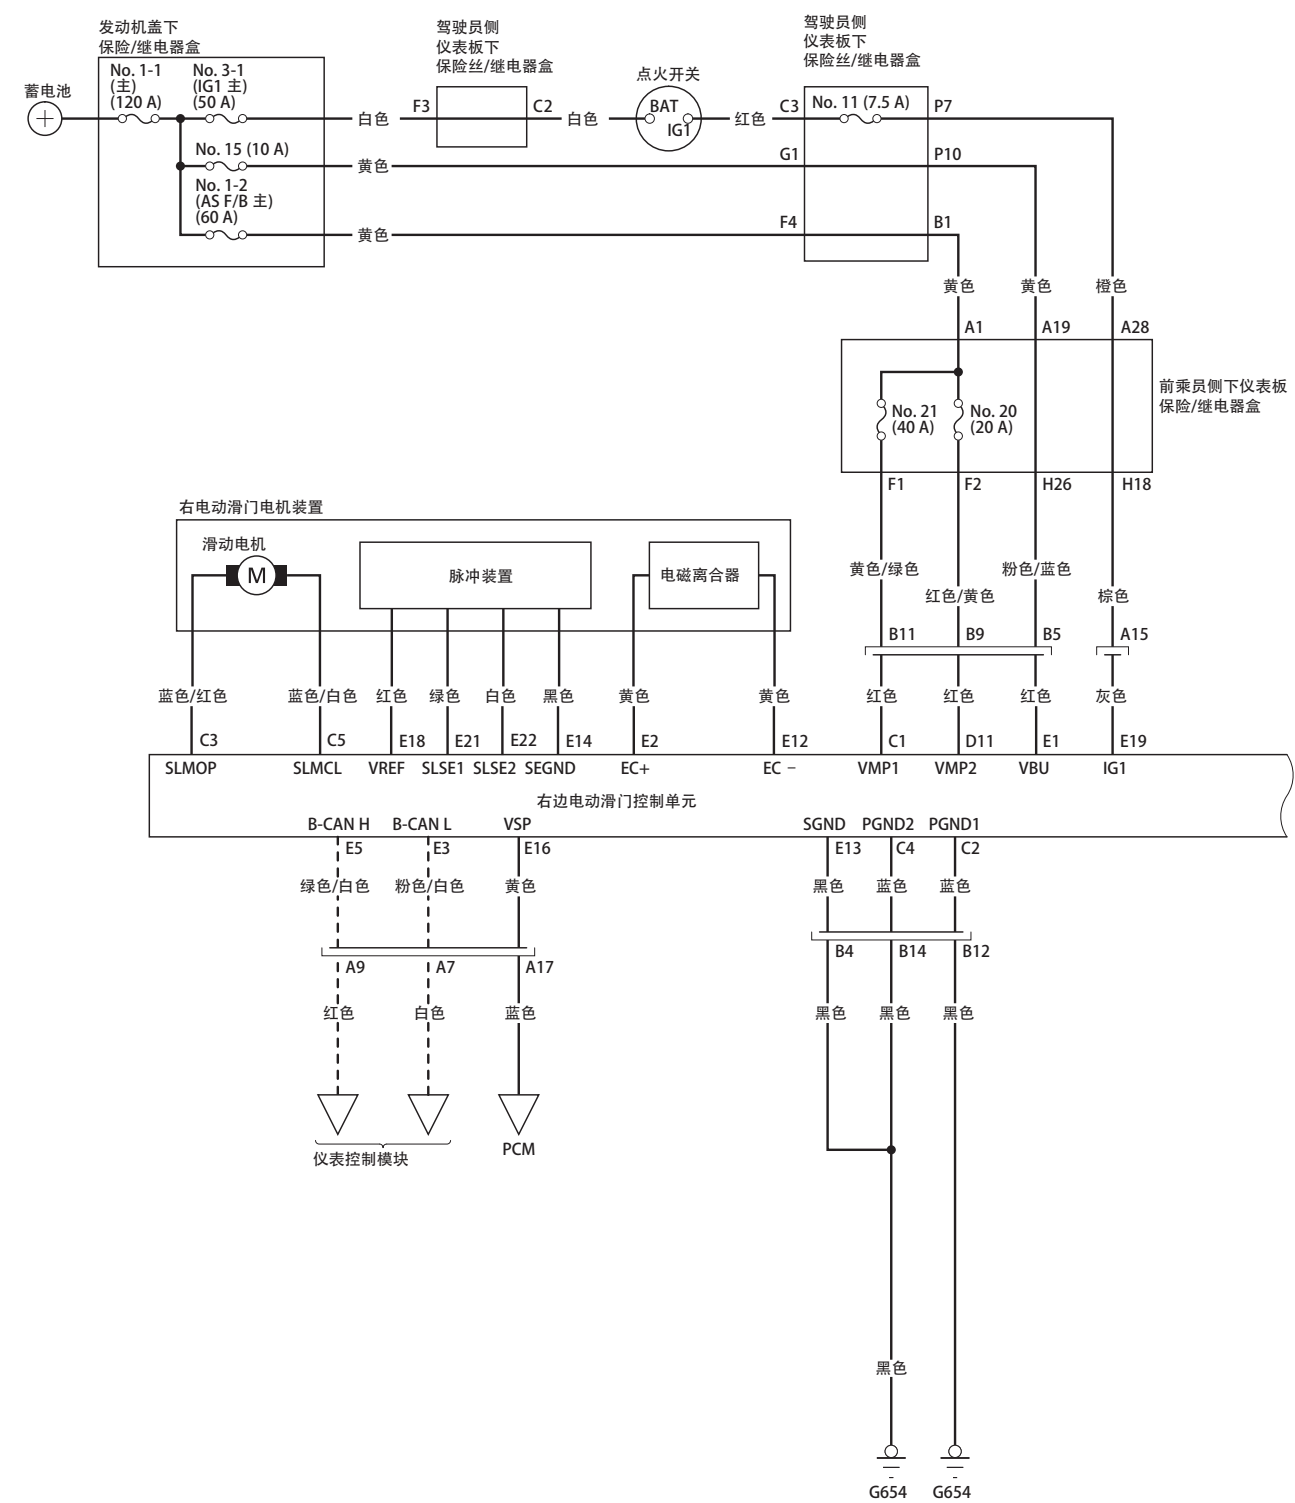 发动机盖下
保险/继电器盒
驾驶员侧
仪表板下
保险丝/继电器盒
驾驶员侧
仪表板下
保险丝/继电器盒
蓄电池
No. 1-1
(主)
(120 A)
No. 3-1
(IG1 主)
(50 A)
白色
F3
C2
白色
点火开关
BAT
IG1
红色
C3
No. 11 (7.5 A)
P7
No. 15 (10 A)
黄色
G1
P10
No. 1-2
(AS F/B 主)
(60 A)
黄色
F4
B1
黄色
黄色
橙色
A1
A19
A28
No. 21
(40 A)
No. 20
(20 A)
前乘员侧下仪表板
保险/继电器盒
F1
F2
H26
H18
右电动滑门电机装置
滑动电机
M
脉冲装置
电磁离合器
黄色/绿色
红色/黄色
粉色/蓝色
棕色
B11
B9
B5
A15
蓝色/红色
蓝色/白色
红色
绿色
白色
黑色
黄色
黄色
红色
红色
红色
灰色
C3
C5
E18
E21
E22
E14
E2
E12
C1
D11
E1
E19
SLMOP
SLMCL
VREF
SLSE1
SLSE2
SEGND
EC+
EC −
VMP1
VMP2
VBU
IG1
右边电动滑门控制单元
B-CAN H
B-CAN L
VSP
SGND
PGND2
PGND1
E5
E3
E16
E13
C4
C2
绿色/白色
粉色/白色
黄色
黑色
蓝色
蓝色
A9
A7
A17
B4
B14
B12
红色
白色
蓝色
黑色
黑色
黑色
仪表控制模块
PCM
黑色
G654
G654